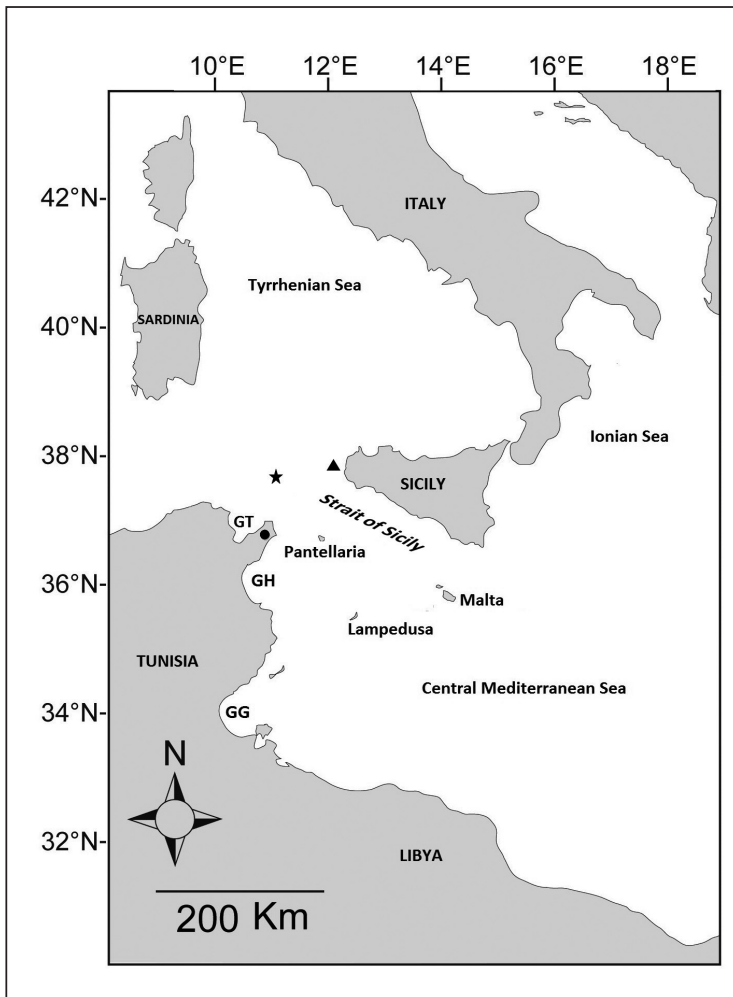 10°E 12°E 14°E 16°E 18°E
42°N
ITALY
Tyrrhenian Sea
SARDINIA
40°N
Ionian Sea
38°N
SICILY
Strait of Sicily
GT
Pantellaria
36°N
GH
Malta
Lampedusa
TUNISIA
Central Mediterranean Sea
34°N
GG
N
32°N
LIBYA
200 Km